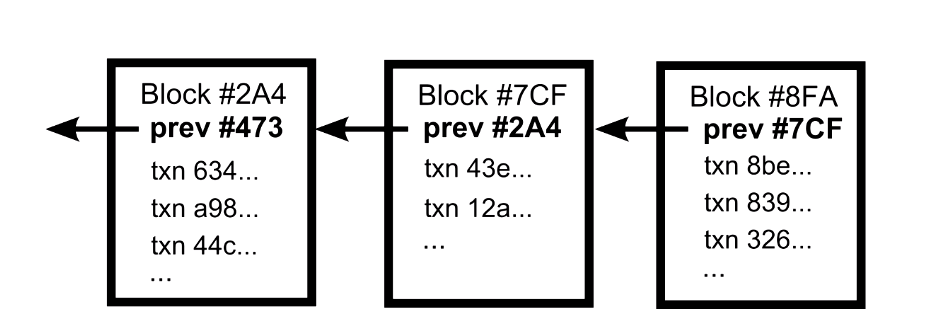 Block #2A4
prev #473
txn 634...
txn a98...
txn 44c...
...
Block #7CF
prev #2A4
txn 43e...
txn 12a...
...
Block #8FA
prev #7CF
txn 8be...
txn 839...
txn 326...
...